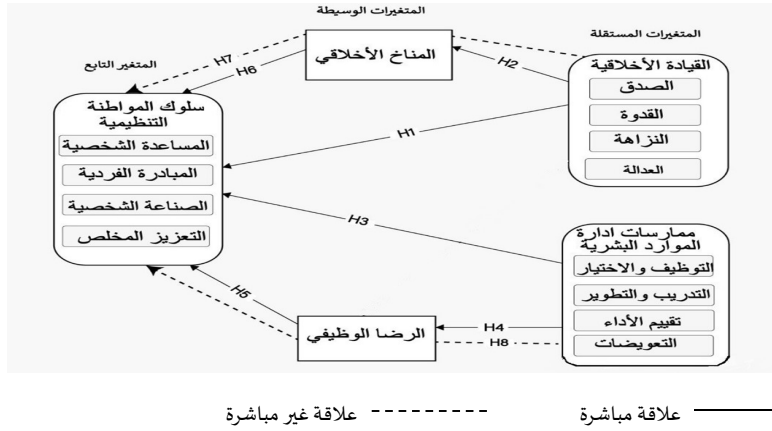 المتغيرات الوسيطة
المتغيرات المستقلة
المتغير التابع
المناخ الأخلاقي
القيادة الأخلاقية
الصدق
القدوة
النزاهة
العدالة
H7
H6
H2
H1
سلوك المواطنة
التنظيمية
المساعدة الشخصية
المبادرة الفردية
الصناعة الشخصية
التعزيز المخلص
H3
ممارسات ادارة
الموارد البشرية
التوظيف والاختيار
التدريب والتطوير
تقييم الأداء
التعويضات
H5
الرضا الوظيفي
H4
H8
علاقة مباشرة
علاقة غير مباشرة